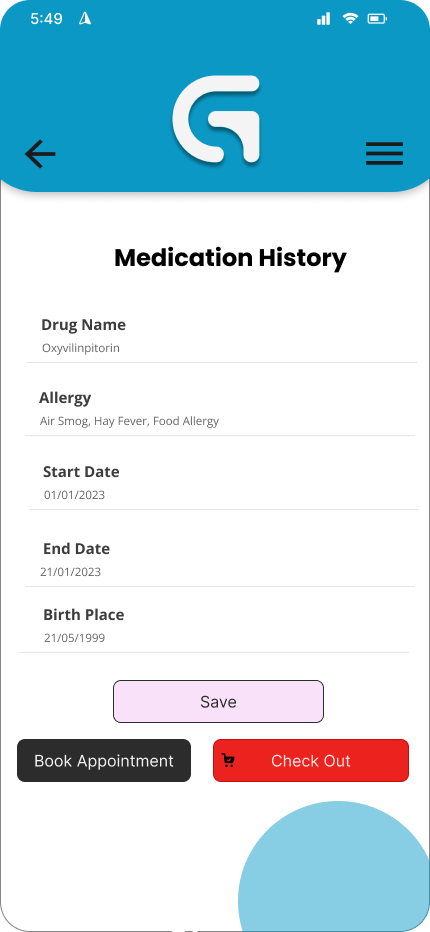 5:49
Medication History
Drug Name
Oxyvilinpitorin
Allergy
Air Smog, Hay Fever, Food Allergy
Start Date
01/01/2023
End Date
21/01/2023
Birth Place
21/05/1999
Save
Book Appointment
Check Out